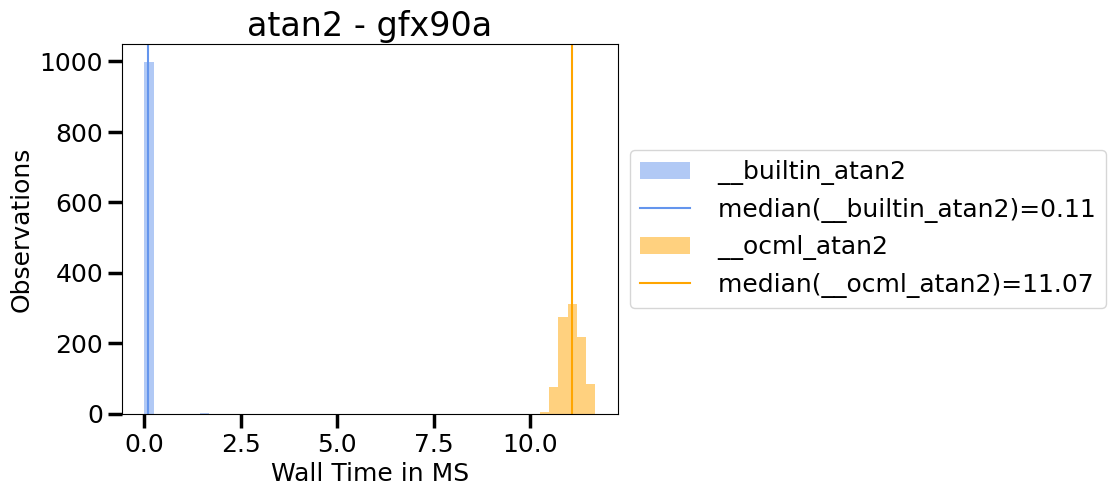 atan2 - gfx90a
Observations
1000
800
600
400
200
0
0.0 2.5 5.0 7.5 10.0
Wall Time in MS
__builtin_atan2
median(__builtin_atan2)=0.11
__ocml_atan2
median(__ocml_atan2)=11.07